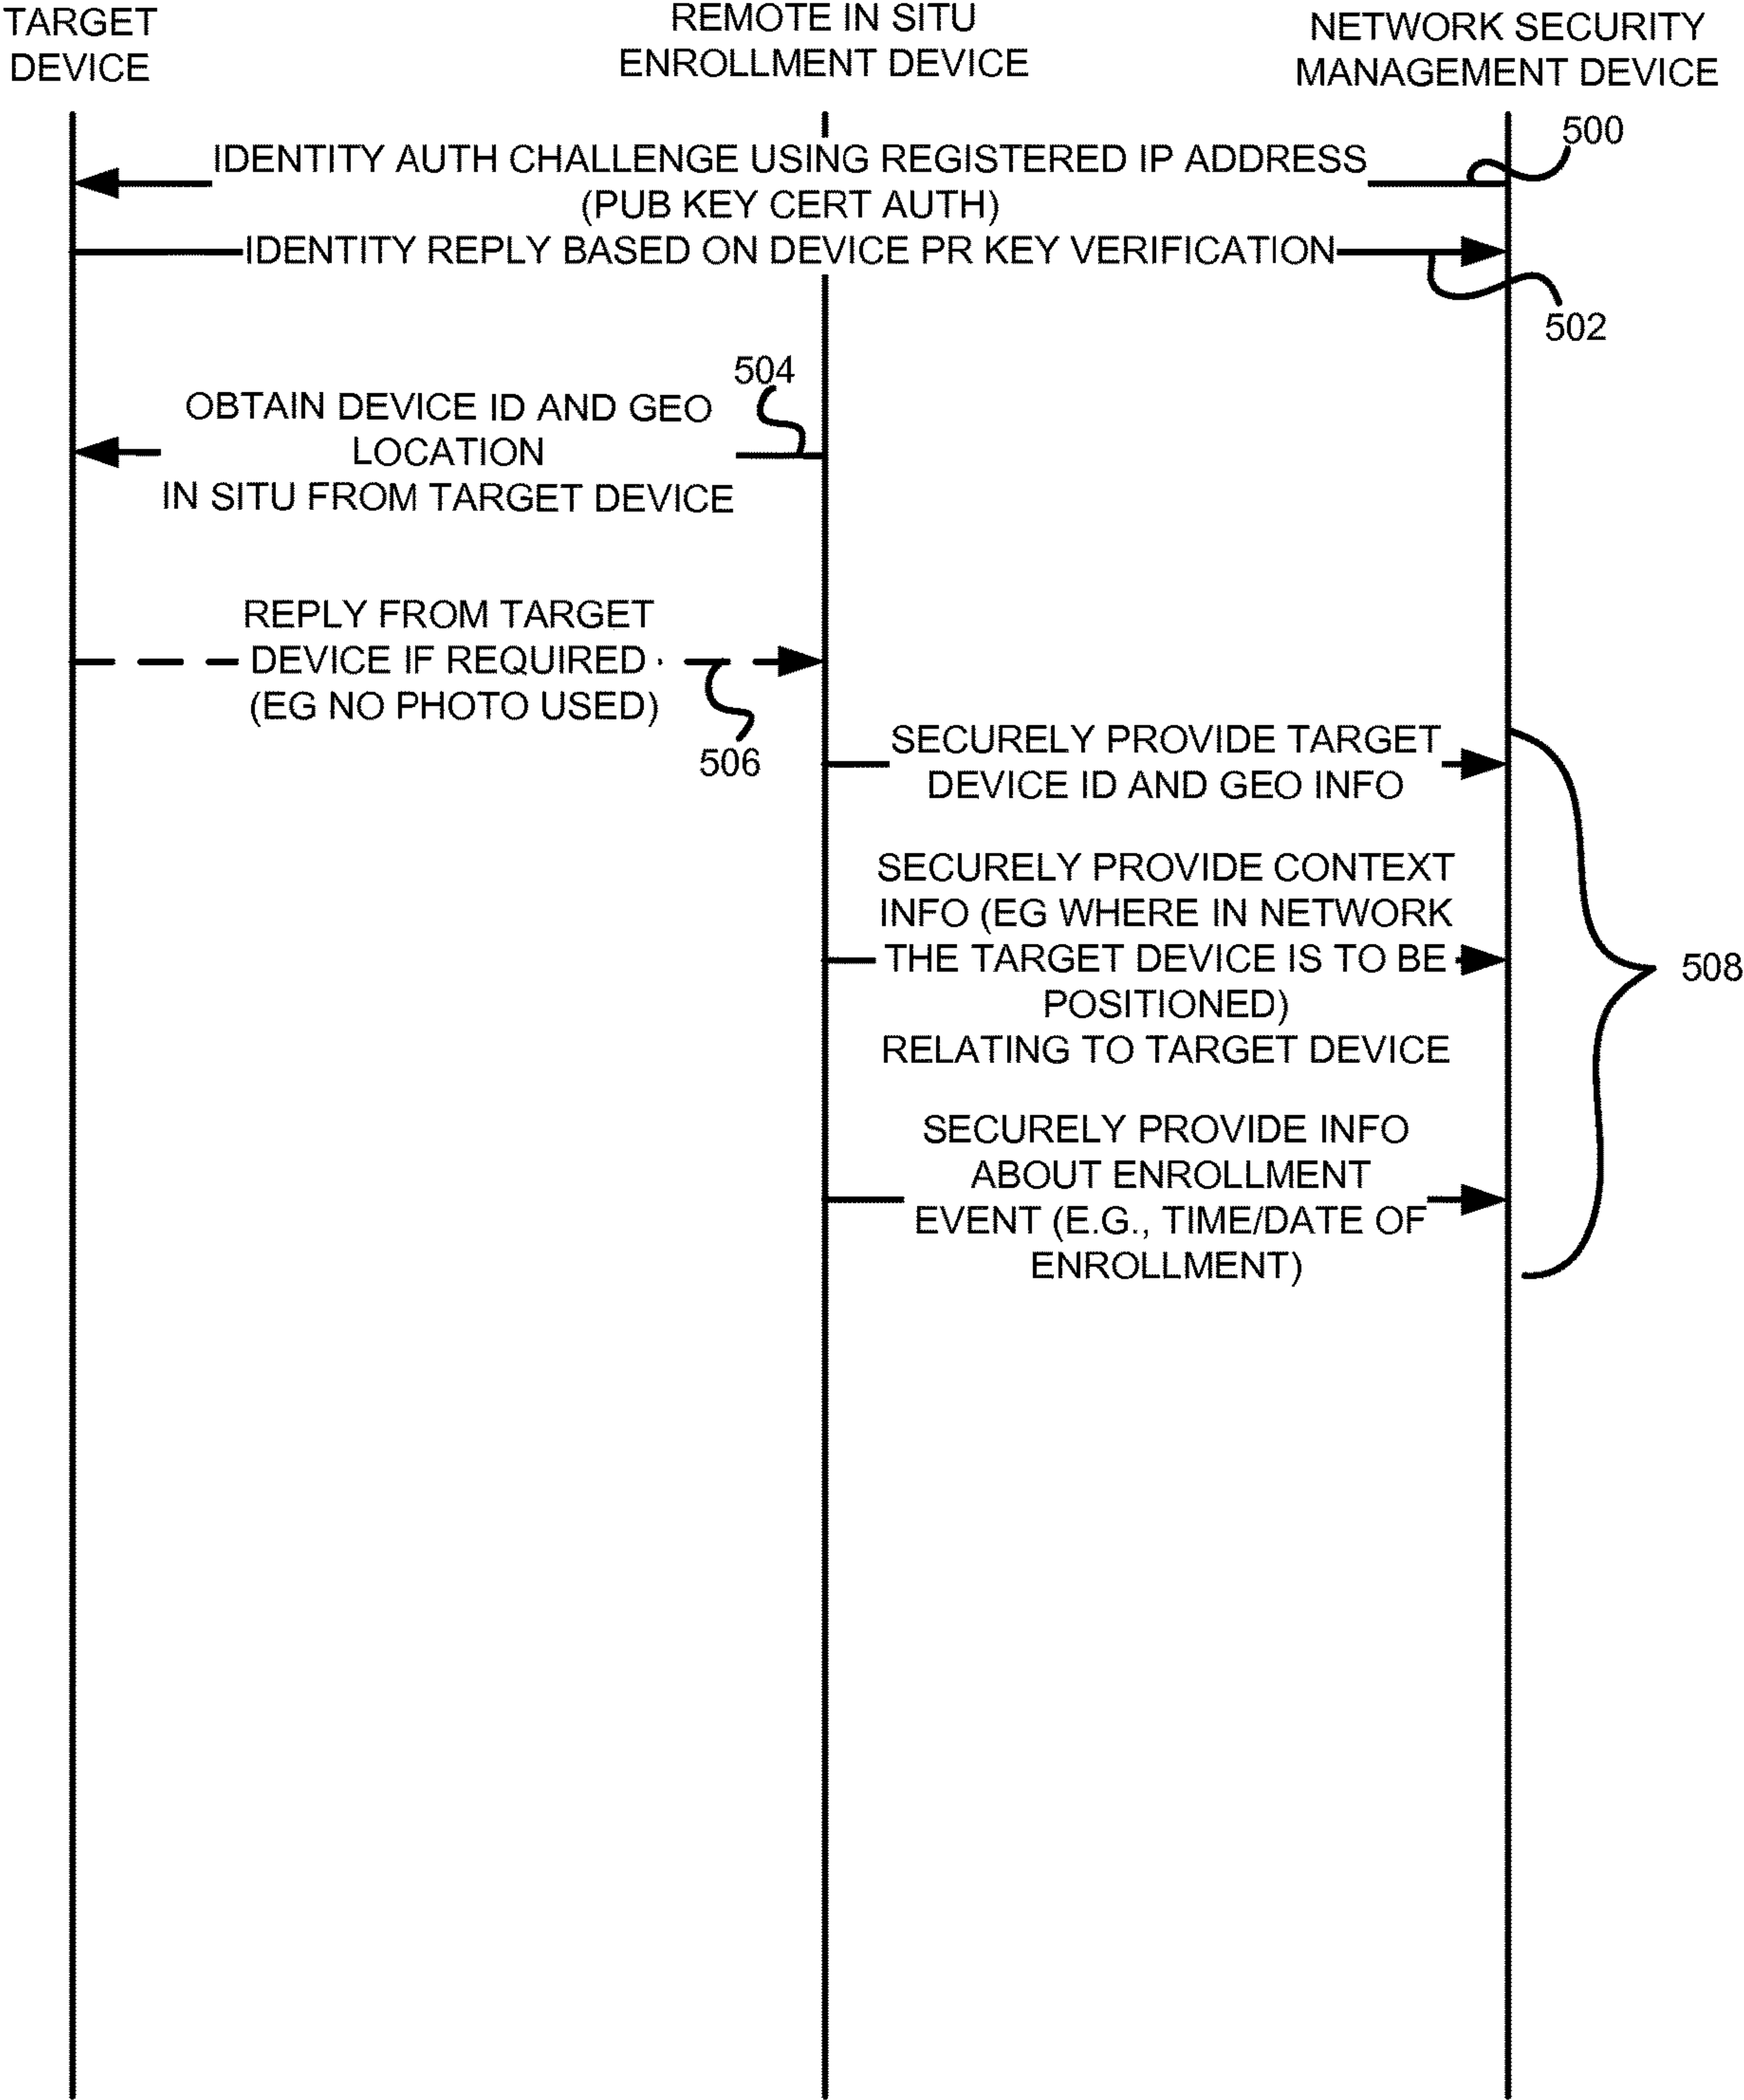 TARGET
DEVICE
REMOTE IN SITU
ENROLLMENT DEVICE
NETWORK SECURITY
MANAGEMENT DEVICE
500
IDENTITY AUTH CHALLENGE USING REGISTERED IP ADDRESS
(PUB KEY CERT AUTH)
IDENTITY REPLY BASED ON DEVICE PR KEY VERIFICATION
502
504
OBTAIN DEVICE ID AND GEO
LOCATION
IN SITU FROM TARGET DEVICE
REPLY FROM TARGET
DEVICE IF REQUIRED
(EG NO PHOTO USED)
506
SECURELY PROVIDE TARGET
DEVICE ID AND GEO INFO
SECURELY PROVIDE CONTEXT
INFO (EG WHERE IN NETWORK
THE TARGET DEVICE IS TO BE
POSITIONED)
RELATING TO TARGET DEVICE
508
SECURELY PROVIDE INFO
ABOUT ENROLLMENT
EVENT (E.G., TIME/DATE OF
ENROLLMENT)